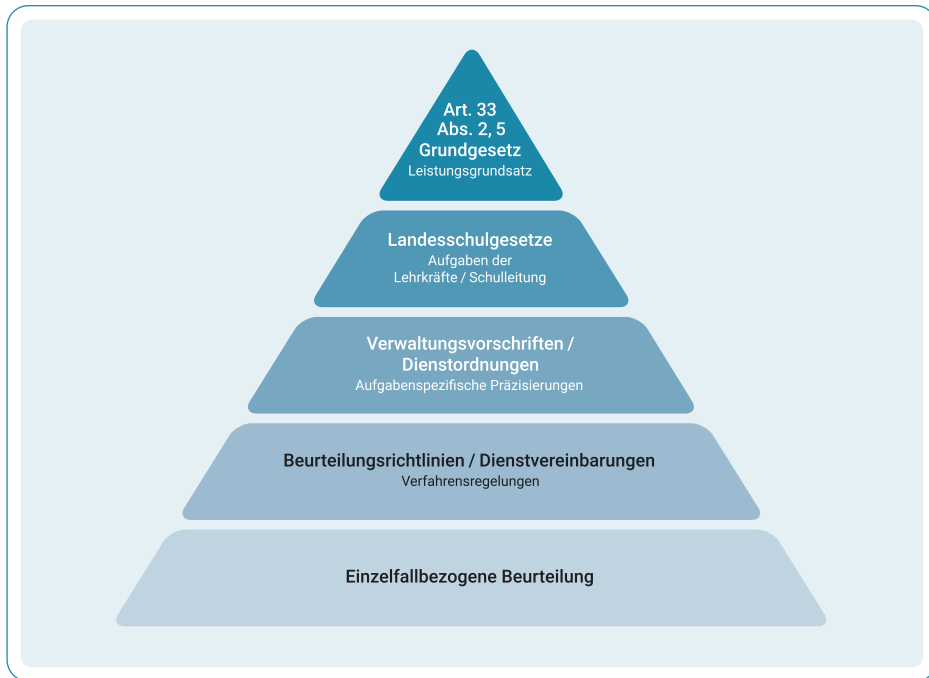 Art. 33
Abs. 2, 5
Grundgesetz
Leistungsgrundsatz
Landesschulgesetze
Aufgaben der
Lehrkräfte / Schulleitung
Verwaltungsvorschriften /
Dienstordnungen
Aufgabenspezifische Präzisierungen
Beurteilungsrichtlinien / Dienstvereinbarungen
Verfahrensregelungen
Einzelfallbezogene Beurteilung